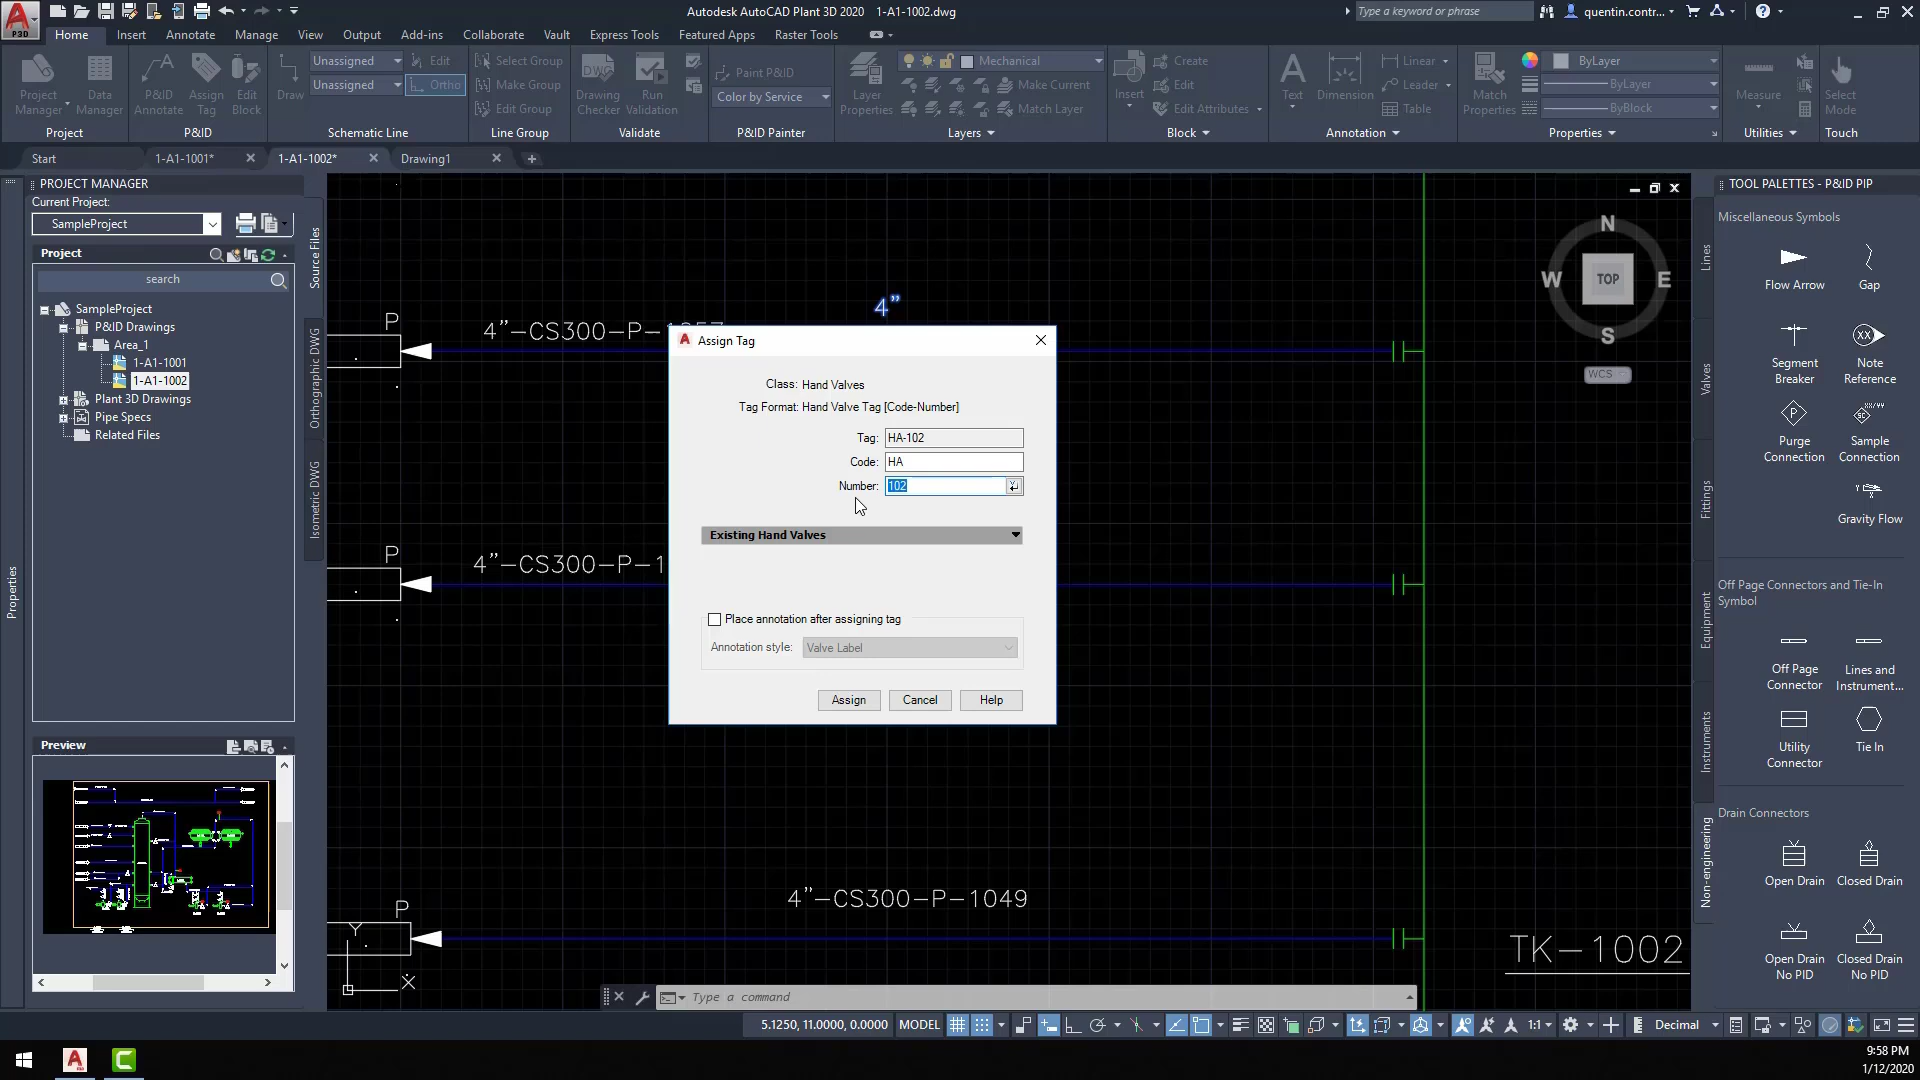 Autodesk AutoCAD Plant 3D 2020 1-A1-1002.dwg
Type a keyword or phrase
quentin.contr...
P3D
Home Insert Annotate Manage View Output Add-ins Collaborate Vault Express Tools Featured Apps Raster Tools
Project Manager
Data Manager
Project
P&ID Annotate
Assign Tag
Edit Block
P&ID
Draw
Unassigned
Unassigned
Edit
Ortho
Schematic Line
Select Group
Make Group
Edit Group
Line Group
Drawing Checker
Run Validation
Validate
Paint P&ID
Color by Service
P&ID Painter
Layer Properties
Mechanical
Make Current
Match Layer
Layers
Insert
Create
Edit
Edit Attributes
Block
Text
Dimension
Linear
Leader
Table
Annotation
Match Properties
ByLayer
ByLayer
ByBlock
Properties
Measure
Utilities
Select Mode
Touch
Start
1-A1-1001*
1-A1-1002*
Drawing1
PROJECT MANAGER
Current Project:
SampleProject
Project
search
SampleProject
P&ID Drawings
Area_1
1-A1-1001
1-A1-1002
Plant 3D Drawings
Pipe Specs
Related Files
Source Files
Orthographic DWG
Isometric DWG
Properties
Preview
4"
P
4"-CS300-P-
P
4"-CS300-P-1
4"-CS300-P-1049
P
Y
X
TK-1002
N
W
TOP
E
S
WCS
Assign Tag
Class: Hand Valves
Tag Format: Hand Valve Tag [Code-Number]
Tag: HA-102
Code: HA
Number: 102
Existing Hand Valves
Place annotation after assigning tag
Annotation style: Valve Label
Assign
Cancel
Help
Type a command
TOOL PALETTES - P&ID PIP
Lines
Valves
Fittings
Equipment
Instruments
Non-engineering
Miscellaneous Symbols
Flow Arrow
Gap
Segment Breaker
Note Reference
Purge Connection
Sample Connection
Gravity Flow
Off Page Connectors and Tie-In Symbol
Off Page Connector
Lines and Instrument...
Utility Connector
Tie In
Drain Connectors
Open Drain
Closed Drain
Open Drain No PID
Closed Drain No PID
5.1250, 11.0000, 0.0000
MODEL
1:1
Decimal
9:58 PM
1/12/2020